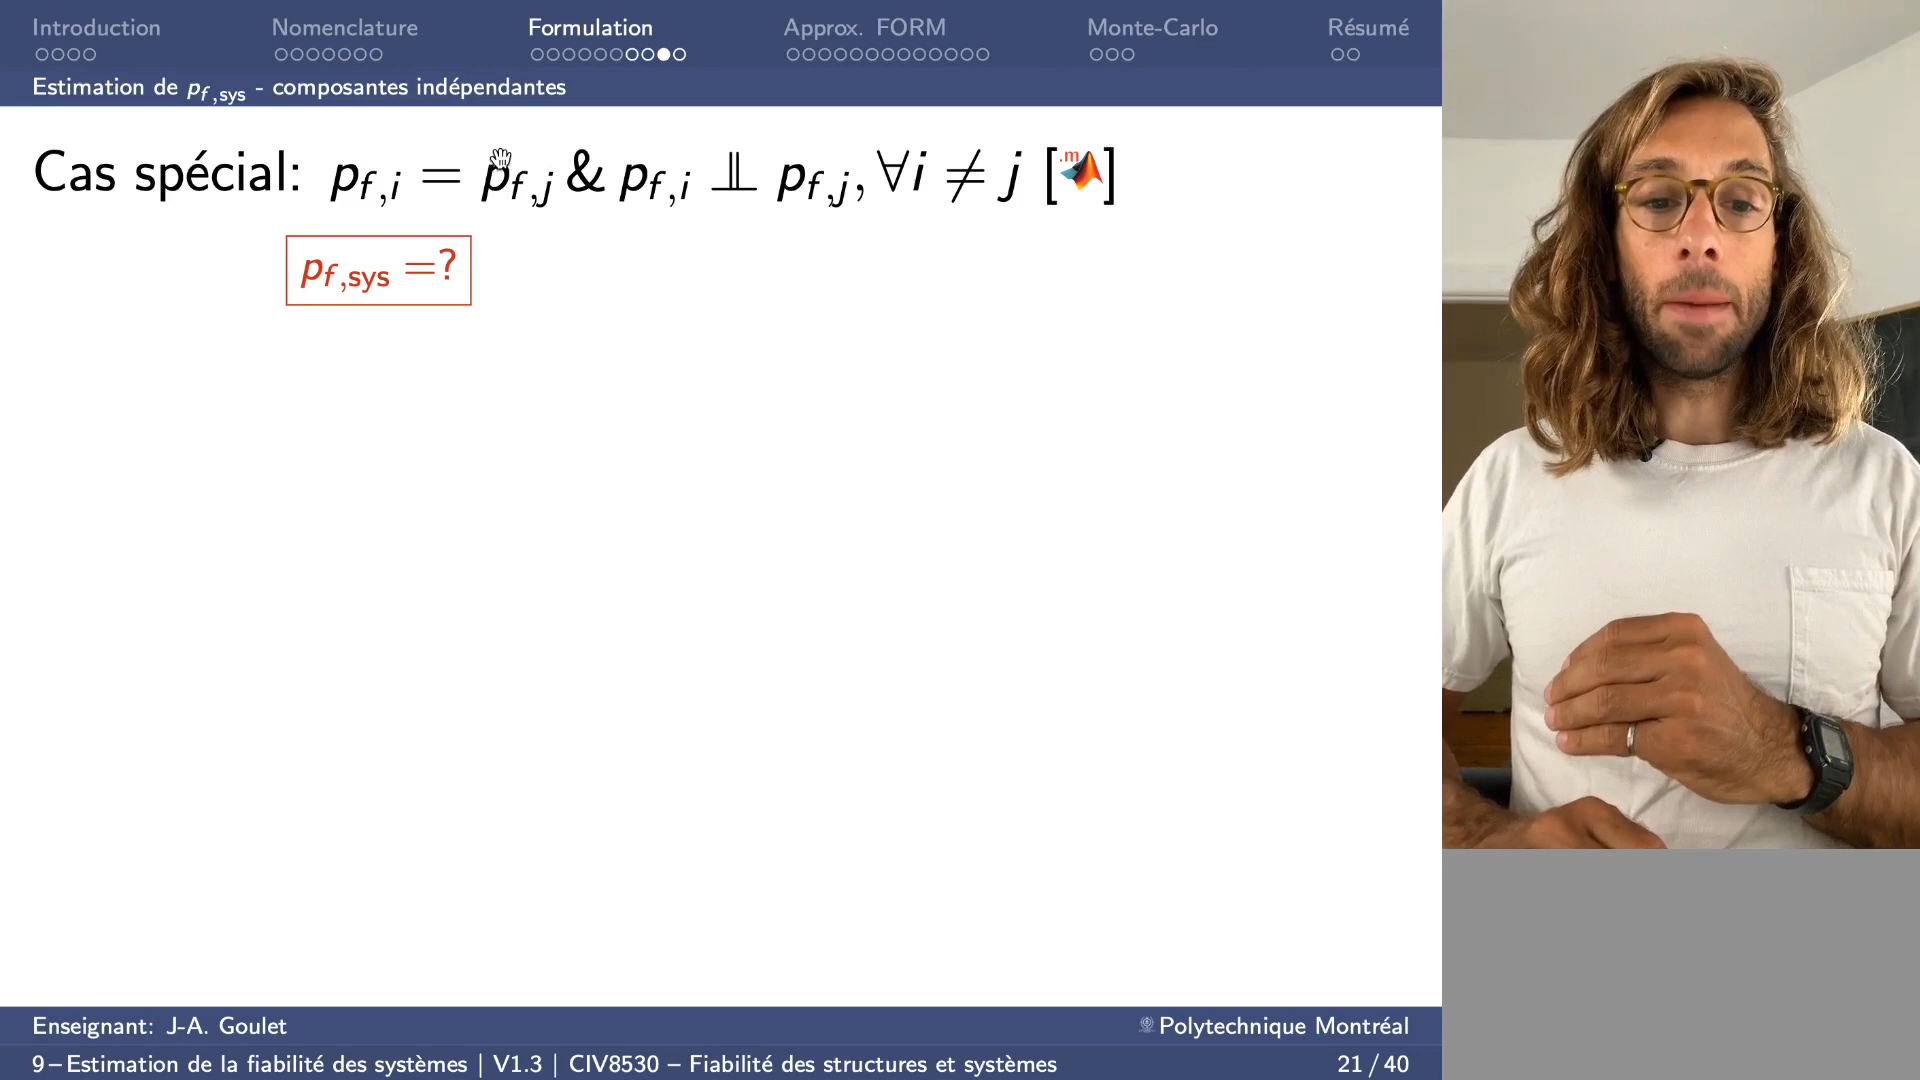 Introduction Nomenclature Formulation Approx. FORM Monte-Carlo Résumé
Estimation de p_{f,sys} - composantes indépendantes
Cas spécial: p_{f,i} = p_{f,j} & p_{f,i} ⫫ p_{f,j}, ∀i ≠ j [.m]
p_{f,sys} =?
Enseignant: J-A. Goulet Polytechnique Montréal
9 – Estimation de la fiabilité des systèmes | V1.3 | CIV8530 – Fiabilité des structures et systèmes 21 / 40